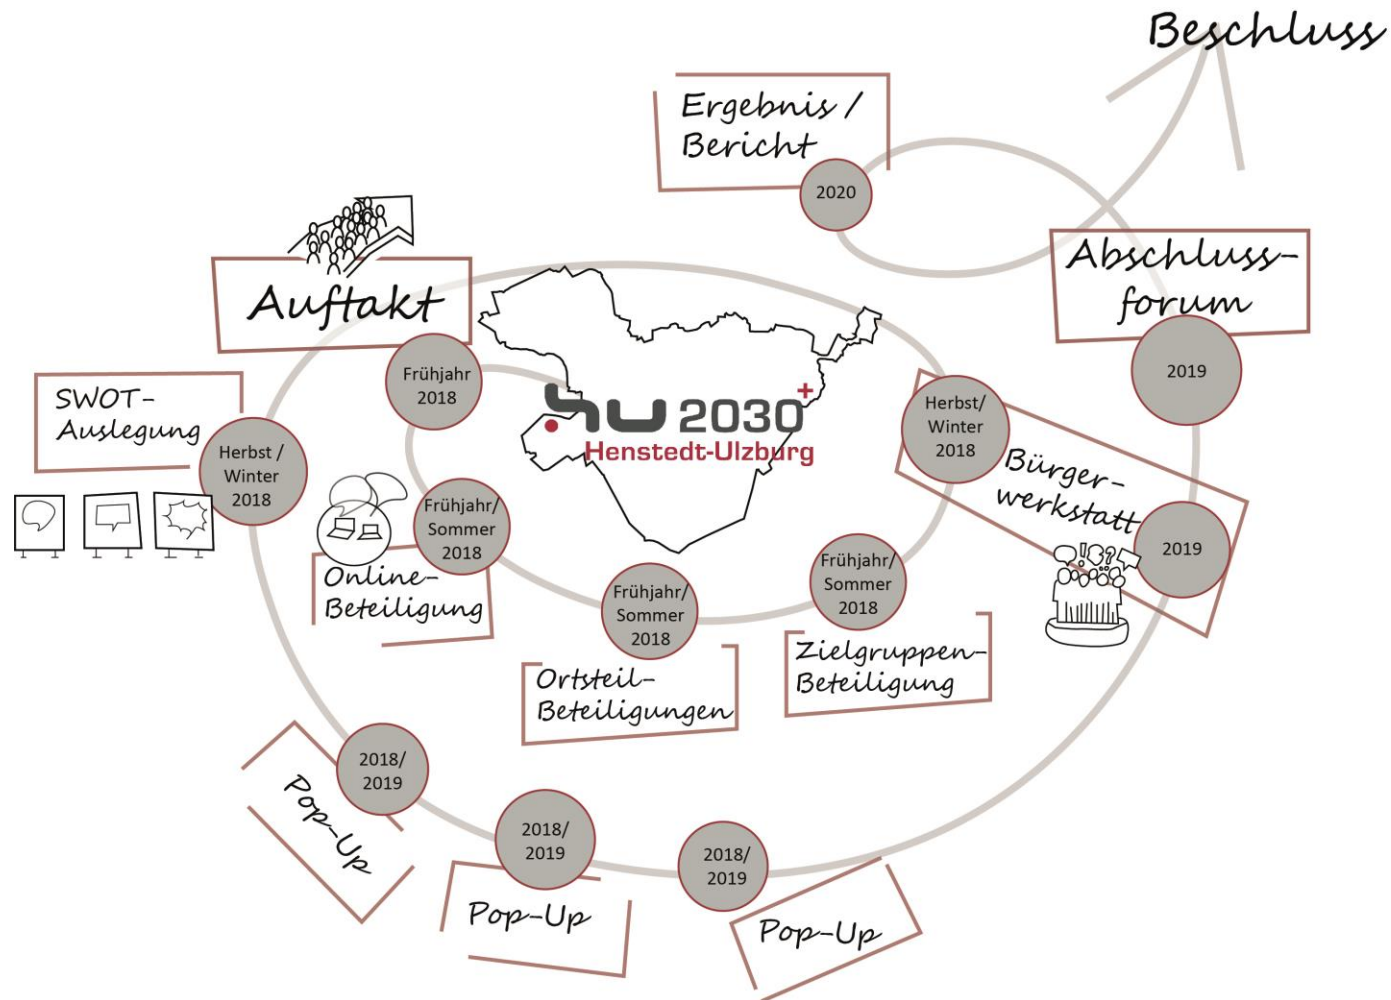 Beschluss
Ergebnis /
Bericht
2020
Auftakt
Frühjahr
2018
Abschluss-
forum
2019
SWOT-
Auslegung
Herbst /
Winter
2018
hu 2030+
Henstedt-Ulzburg
Herbst/
Winter
2018
Bürger-
werkstatt
2019
Frühjahr/
Sommer
2018
Online-
Beteiligung
Frühjahr/
Sommer
2018
Ortsteil-
Beteiligungen
Frühjahr/
Sommer
2018
Zielgruppen-
Beteiligung
2018/
2019
Pop-Up
2018/
2019
Pop-Up
2018/
2019
Pop-Up
! ?